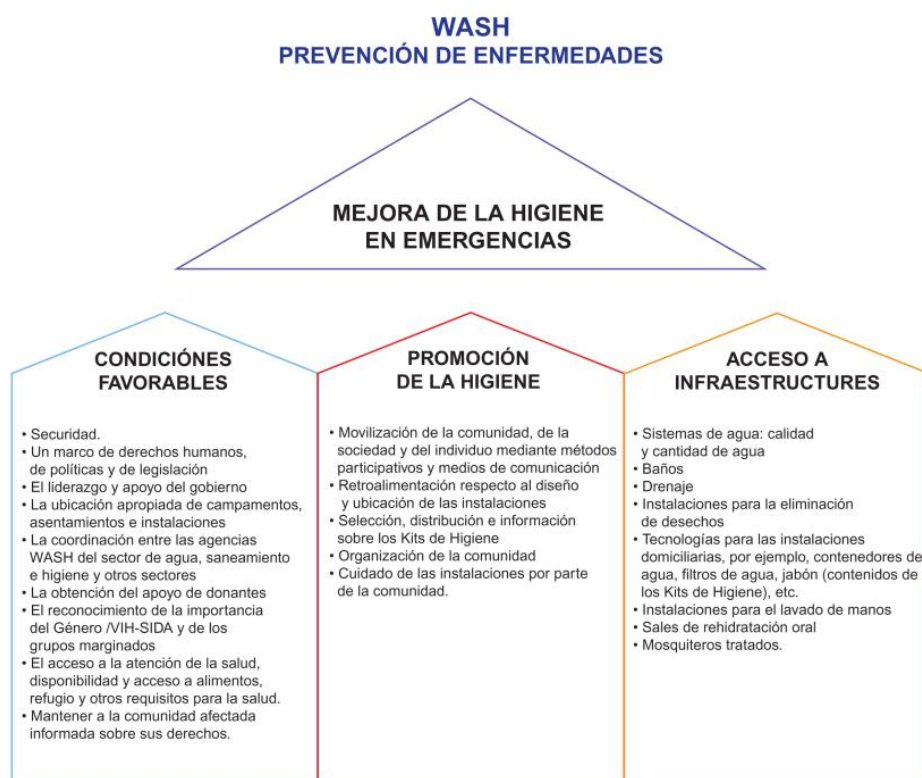 WASH
PREVENCIÓN DE ENFERMEDADES
MEJORA DE LA HIGIENE
EN EMERGENCIAS
CONDICIÓNES
FAVORABLES
• Securidad.
• Un marco de derechos humanos,
de políticas y de legislación
• El liderazgo y apoyo del gobierno
• La ubicación apropiada de campamentos,
asentamientos e instalaciones
• La coordinación entre las agencias
WASH del sector de agua, saneamiento
e higiene y otros sectores
• La obtención del apoyo de donantes
• El reconocimiento de la importancia
del Género /VIH-SIDA y de los
grupos marginados
• El acceso a la atención de la salud,
disponibilidad y acceso a alimentos,
refugio y otros requisitos para la salud.
• Mantener a la comunidad afectada
informada sobre sus derechos.
PROMOCIÓN
DE LA HIGIENE
• Movilización de la comunidad, de la
sociedad y del individuo mediante métodos
participativos y medios de comunicación
• Retroalimentación respecto al diseño
y ubicación de las instalaciones
• Selección, distribución e información
sobre los Kits de Higiene
• Organización de la comunidad
• Cuidado de las instalaciones por parte
de la comunidad.
ACCESO A
INFRAESTRUCTURES
• Sistemas de agua: calidad
y cantidad de agua
• Baños
• Drenaje
• Instalaciones para la eliminación
de desechos
• Tecnologías para las instalaciones
domiciliarias, por ejemplo, contenedores de
agua, filtros de agua, jabón (contenidos de
los Kits de Higiene), etc.
• Instalaciones para el lavado de manos
• Sales de rehidratación oral
• Mosquiteros tratados.